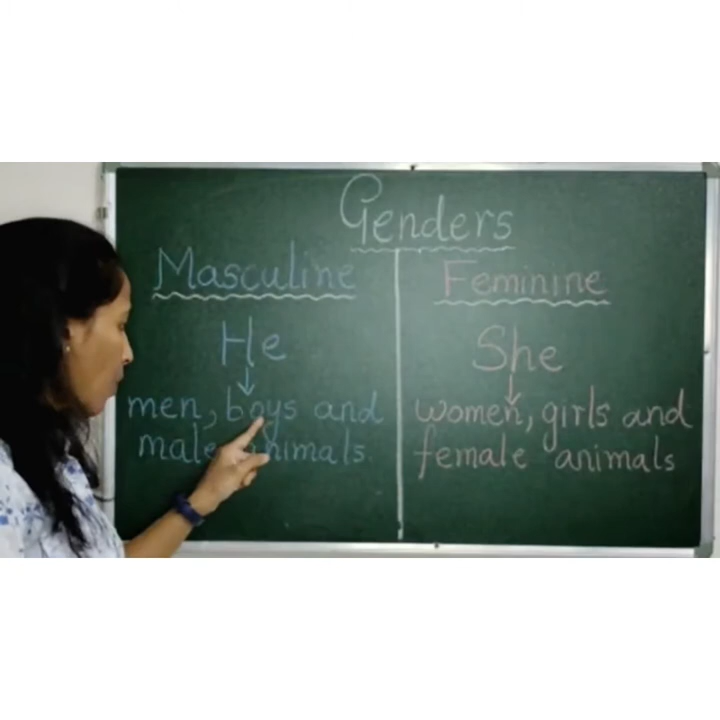 Genders
Masculine
He
men, boys and
male animals.
Feminine
She
women, girls and
female animals